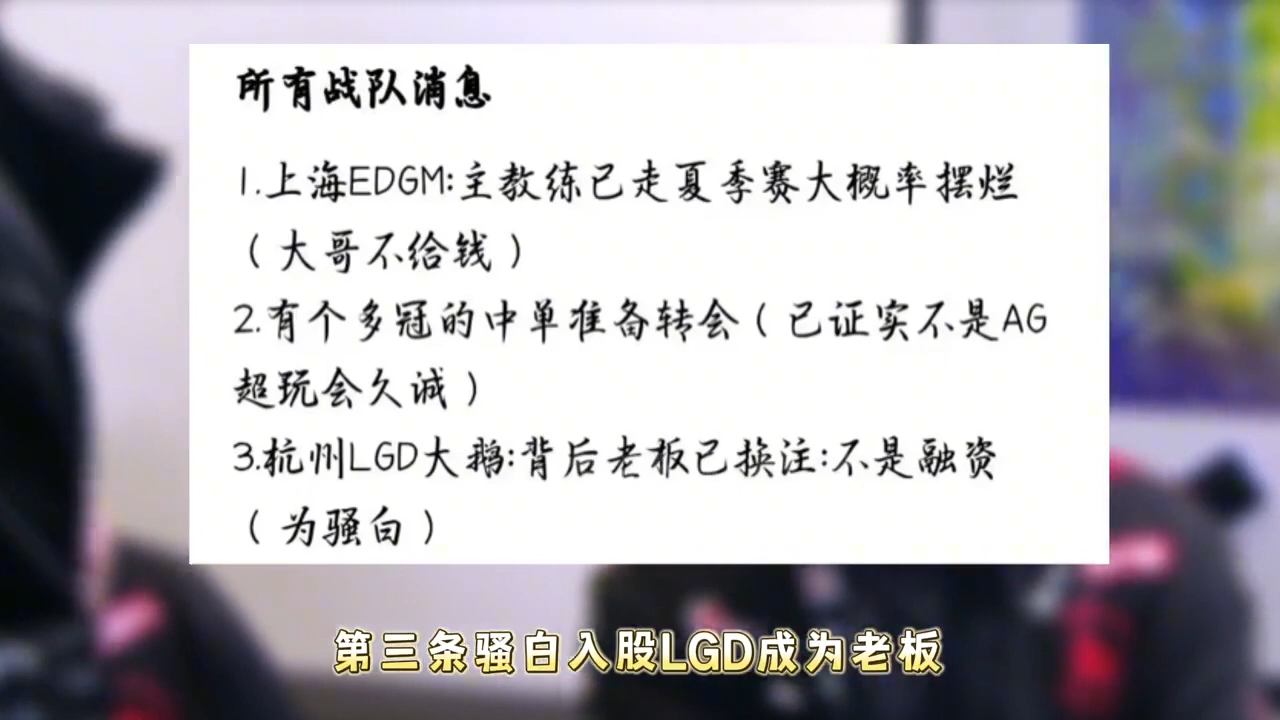 所有战队消息
1.上海EDGM:主教练已走夏季赛大概率摆烂
(大哥不给钱)
2.有个多冠的中单准备转会(已证实不是AG
超玩会久诚)
3.杭州LGD大鹅:背后老板已换注:不是融资
(为骚白)
第三条骚白入股LGD成为老板